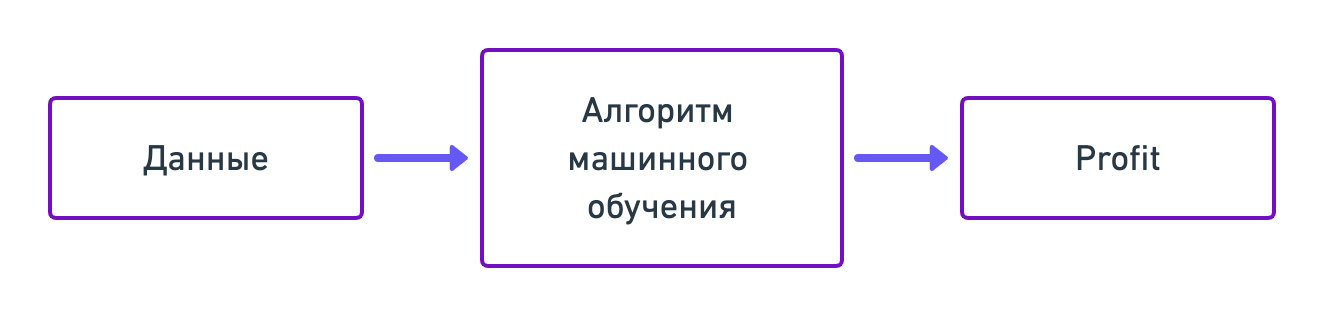 Данные
Алгоритм
машинного
обучения
Profit